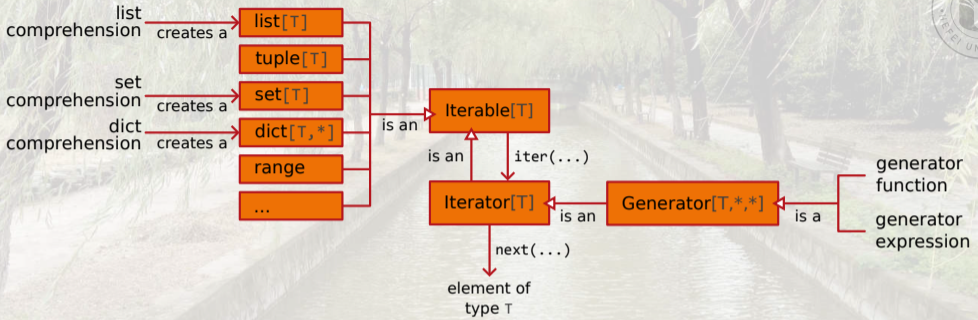 list
comprehension
creates a
list[T]
tuple[T]
set
comprehension
creates a
set[T]
dict
comprehension
creates a
dict[T,*]
range
...
is an
Iterable[T]
is an
iter(...)
Iterator[T]
is an
Generator[T,*,*]
is a
generator
function
generator
expression
next(...)
element of
type T